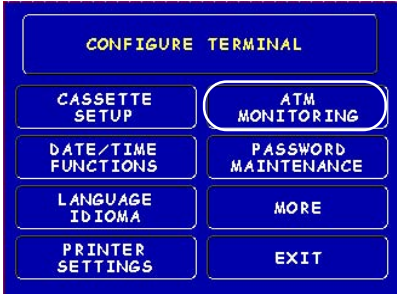 CONFIGURE TERMINAL
CASSETTE
SETUP
ATM
MONITORING
DATE/TIME
FUNCTIONS
PASSWORD
MAINTENANCE
LANGUAGE
IDIOMA
MORE
PRINTER
SETTINGS
EXIT